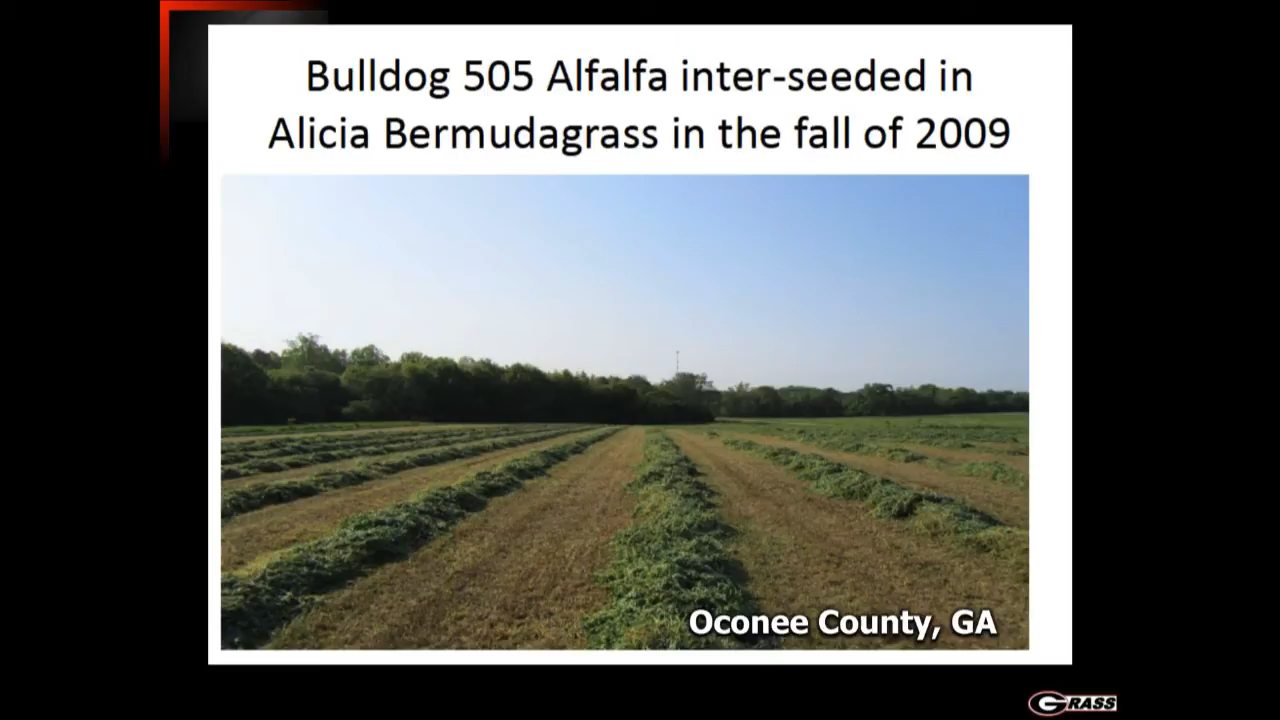 Bulldog 505 Alfalfa inter-seeded in
Alicia Bermudagrass in the fall of 2009
Oconee County, GA
GRASS